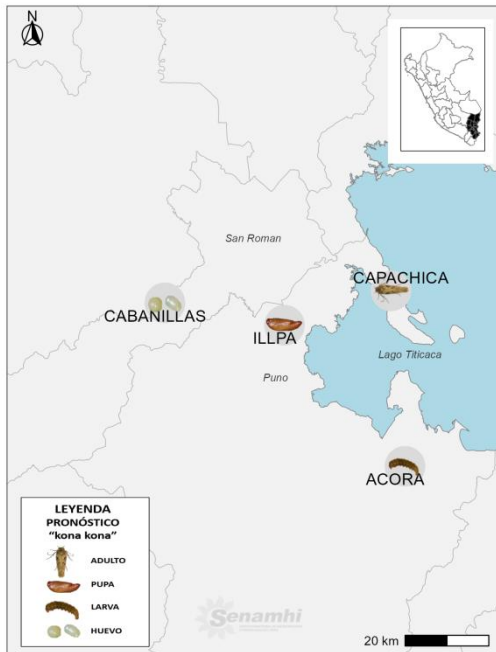 N
San Roman
CAPACHICA
CABANILLAS
ILLPA
Lago Titicaca
Puno
ACORA
LEYENDA
PRONÓSTICO
"kona kona"
ADULTO
PUPA
LARVA
HUEVO
Senamhi
20 km